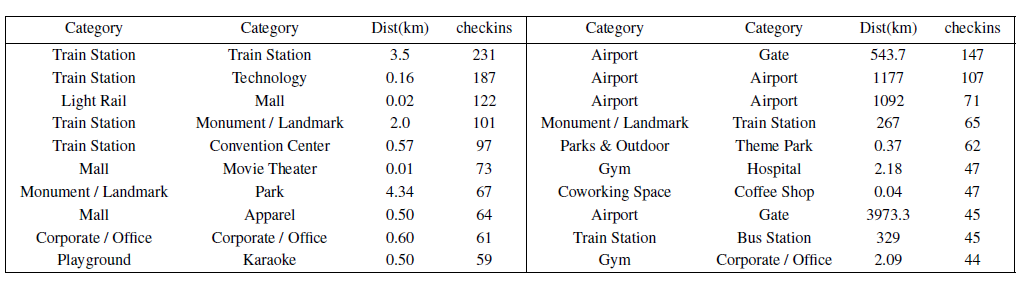 Category Category Dist(km) checkins Category Category Dist(km) checkins
Train Station Train Station 3.5 231 Airport Gate 543.7 147
Train Station Technology 0.16 187 Airport Airport 1177 107
Light Rail Mall 0.02 122 Airport Airport 1092 71
Train Station Monument / Landmark 2.0 101 Monument / Landmark Train Station 267 65
Train Station Convention Center 0.57 97 Parks & Outdoor Theme Park 0.37 62
Mall Movie Theater 0.01 73 Gym Hospital 2.18 47
Monument / Landmark Park 4.34 67 Coworking Space Coffee Shop 0.04 47
Mall Apparel 0.50 64 Airport Gate 3973.3 45
Corporate / Office Corporate / Office 0.60 61 Train Station Bus Station 329 45
Playground Karaoke 0.50 59 Gym Corporate / Office 2.09 44